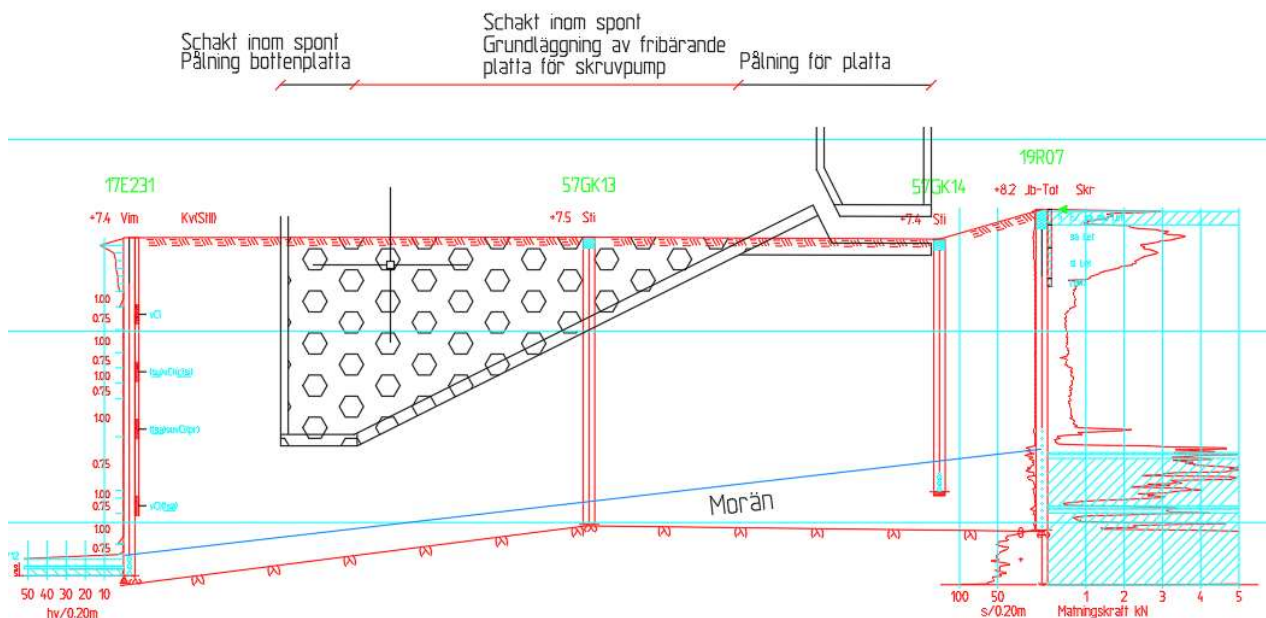 Schakt inom spont
Pålning bottenplatta
Schakt inom spont
Grundläggning av fribärande
platta för skruvpump
Pålning för platta
17E231
+7.4 Vim Kv(StII)
57GK13
+7.5 Sti
57GK14
+7.4 Sti
19R07
+8.2 Jb-Tot Skr
1.00
0.75
1.00
0.75
1.00
0.75
1.00
0.75
1.00
0.75
1.00
0.75
vCl
Morän
50 40 30 20 10
hv/0.20m
100 50
s/0.20m
1 2 3 4 5
Matningskraft kN